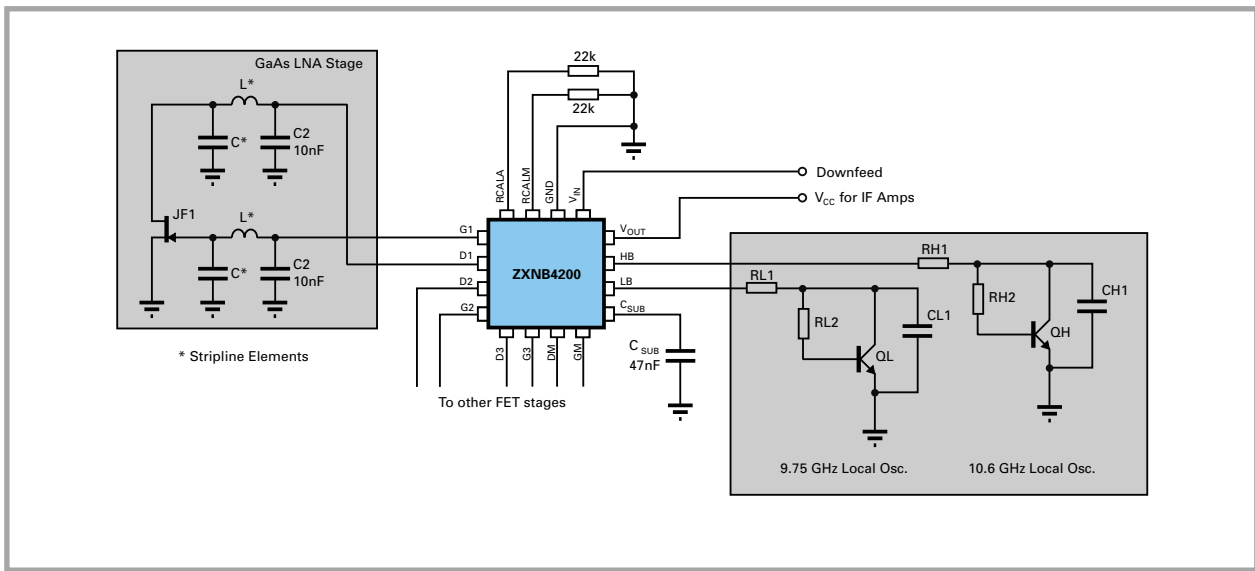 GaAs LNA Stage
L*
C*
C2
10nF
JF1
L*
C*
C2
10nF
* Stripline Elements
22k
22k
RCALA
RCALM
GND
VIN
G1
D1
D2
G2
ZXNB4200
VOUT
HB
LB
CSUB
D3
G3
DM
GM
To other FET stages
C SUB
47nF
Downfeed
VCC for IF Amps
RH1
RL1
RH2
CH1
QH
RL2
CL1
QL
9.75 GHz Local Osc.
10.6 GHz Local Osc.